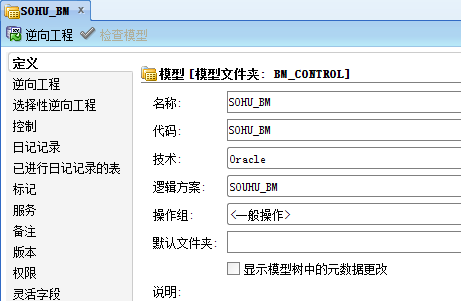 SOHU_BM ×
逆向工程 检查模型
定义
逆向工程
选择性逆向工程
控制
日记记录
已进行日记记录的表
标记
服务
备注
版本
权限
灵活字段
模型 [模型文件夹: BM_CONTROL]
名称: SOHU_BM
代码: SOHU_BM
技术: Oracle
逻辑方案: SOUHU_BM
操作组: <一般操作>
默认文件夹:
显示模型树中的元数据更改
说明: